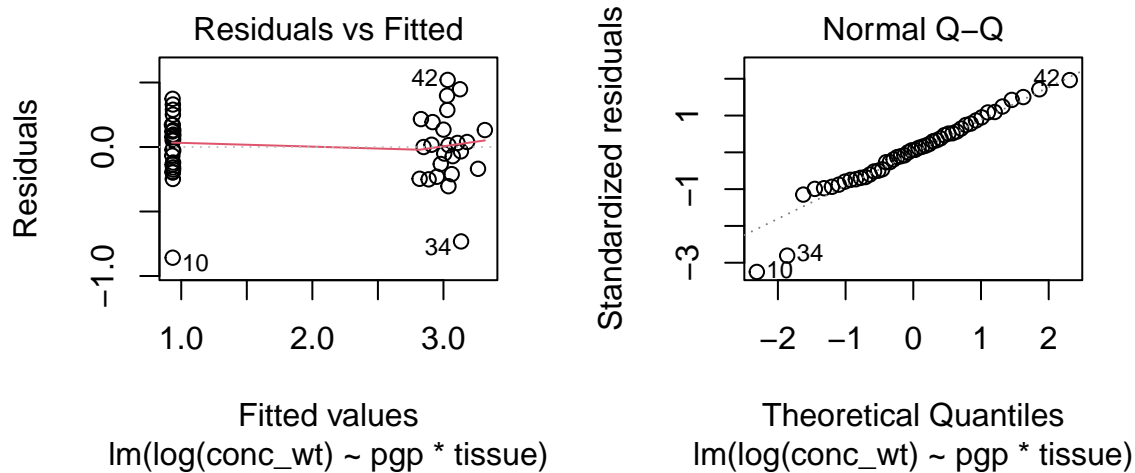 Residuals vs Fitted
Residuals
0.0
−1.0
42
34
10
1.0
2.0
3.0
Fitted values
lm(log(conc_wt) ~ pgp * tissue)
Normal Q−Q
Standardized residuals
1
−1
−3
42
34
10
−2
−1
0
1
2
Theoretical Quantiles
lm(log(conc_wt) ~ pgp * tissue)